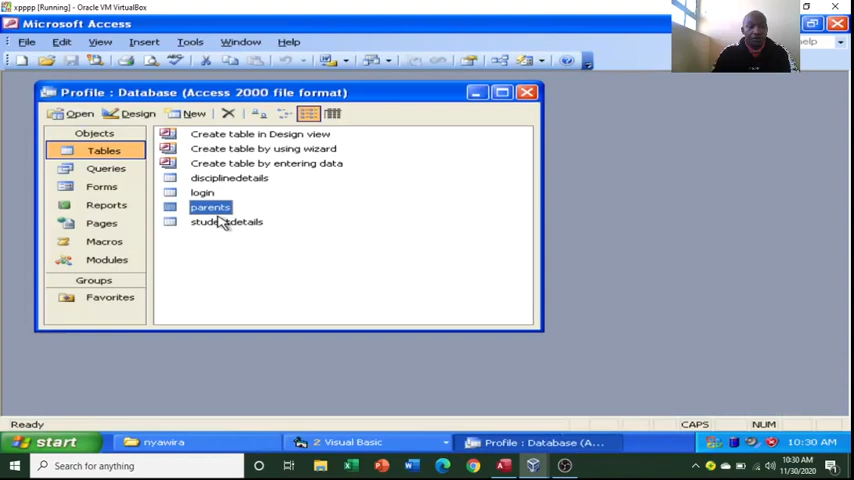 xpppp [Running] - Oracle VM VirtualBox
Microsoft Access
File Edit View Insert Tools Window Help
help
Profile : Database (Access 2000 file format)
Open Design New
Objects
Tables
Queries
Forms
Reports
Pages
Macros
Modules
Groups
Favorites
Create table in Design view
Create table by using wizard
Create table by entering data
disciplinedetails
login
parents
studentdetails
Ready
CAPS NUM
start
nyawira
2 Visual Basic
Profile : Database (A...
10:30 AM
Search for anything
10:30 AM
11/30/2020